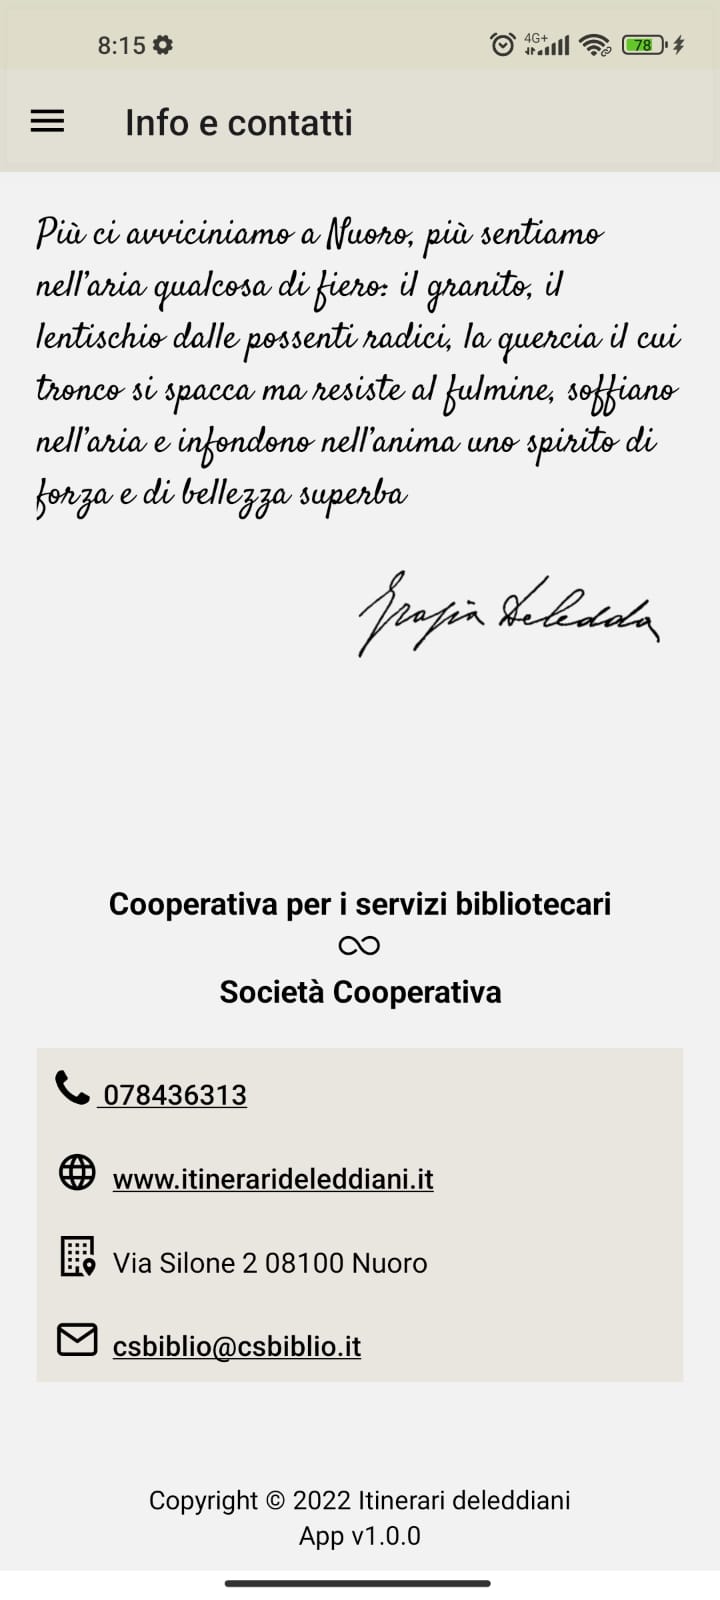 8:15
4G+
78
Info e contatti
Più ci avviciniamo a Nuoro, più sentiamo
nell'aria qualcosa di fiero: il granito, il
lentischio dalle possenti radici, la quercia il cui
tronco si spacca ma resiste al fulmine, soffiano
nell'aria e infondono nell'anima uno spirito di
forza e di bellezza superba
Grazia Deledda
Cooperativa per i servizi bibliotecari
Società Cooperativa
078436313
www.itinerarideleddiani.it
Via Silone 2 08100 Nuoro
csbiblio@csbiblio.it
Copyright © 2022 Itinerari deleddiani
App v1.0.0